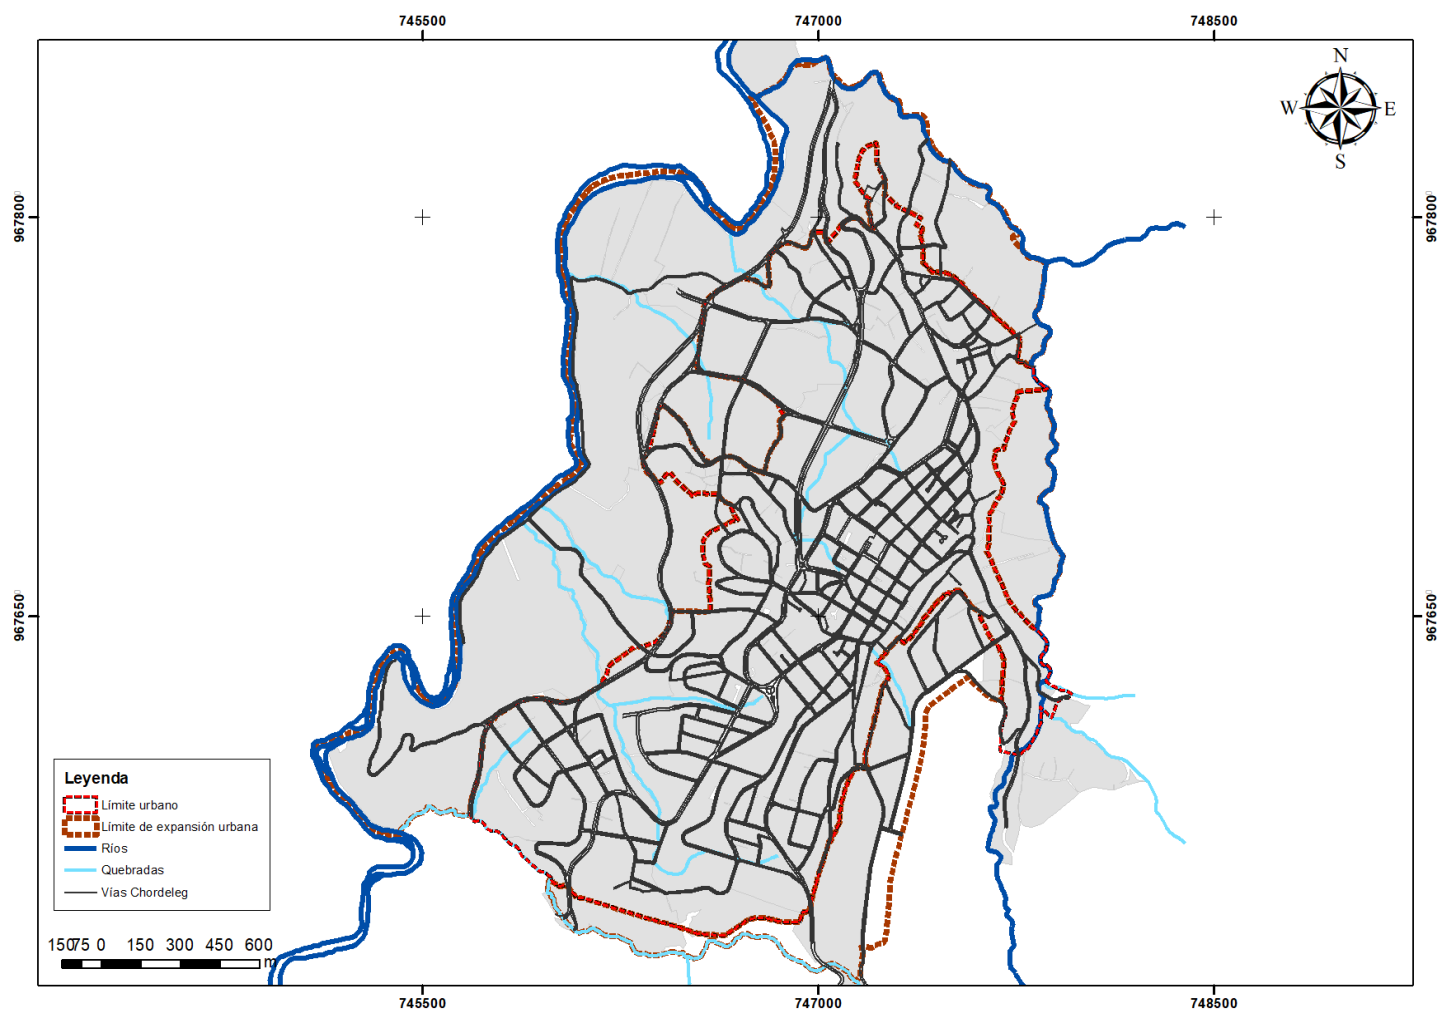 745500 747000 748500
N
W E
S
967800 967800
967650 967650
Leyenda
Límite urbano
Límite de expansión urbana
Ríos
Quebradas
Vías Chordeleg
150 75 0 150 300 450 600
m
745500 747000 748500